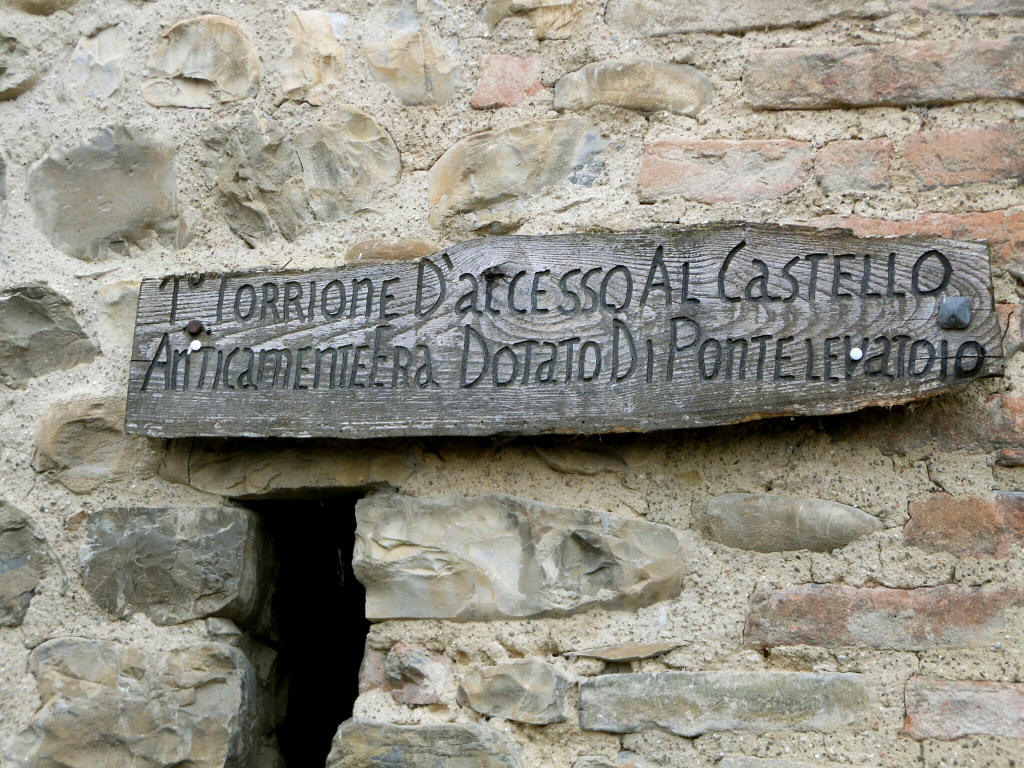 1° TORRIONE D'ACCESSO AL CASTELLO
ANTICAMENTE ERA DOTATO DI PONTE LEVATOIO